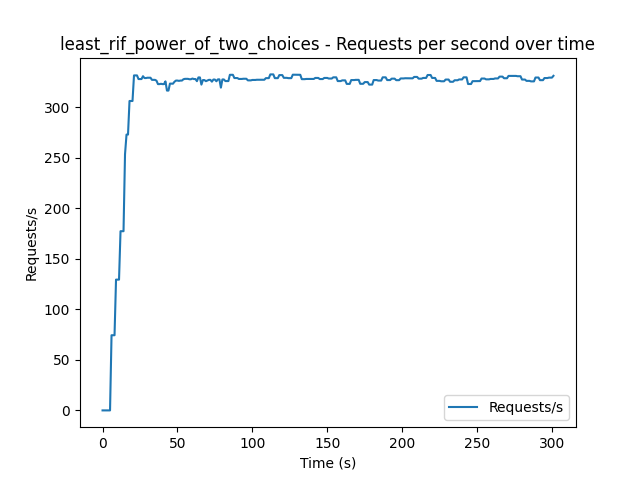 least_rif_power_of_two_choices - Requests per second over time
Requests/s
300
250
200
150
100
50
0
Requests/s
0 50 100 150 200 250 300
Time (s)